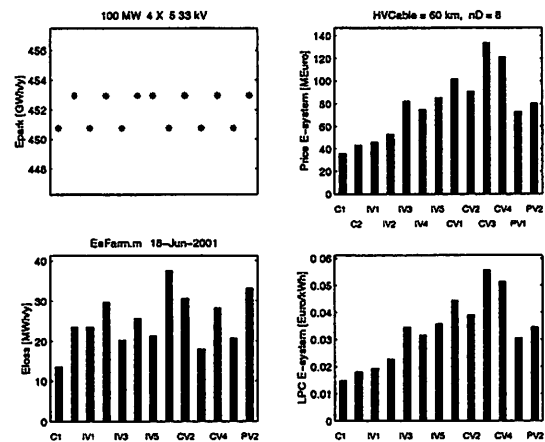 100 MW 4 X 5 33 kV
456
454
452
450
448
Epark [GWh/y]
HVCable = 60 km, nD = 8
140
120
100
80
60
40
20
0
Price E-system [MEuro]
C1 IV1 IV3 IV5 CV2 CV4 PV2
C2 IV2 IV4 CV1 CV3 PV1
EeFarm.m 18-Jun-2001
40
30
20
10
0
Eloss [MWh/y]
C1 IV1 IV3 IV5 CV2 CV4 PV2
0.06
0.05
0.04
0.03
0.02
0.01
0
LPC E-system [Euro/kWh]
C1 IV1 IV3 IV5 CV2 CV4 PV2